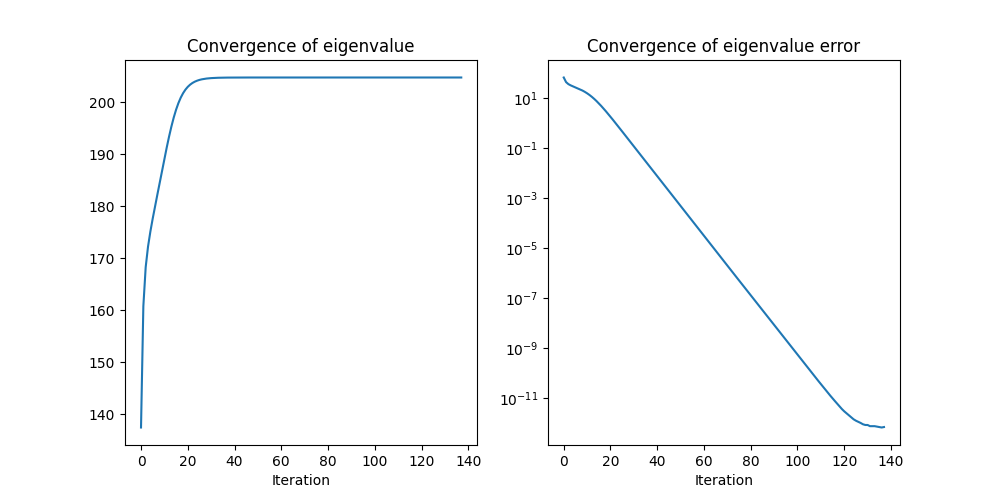 Convergence of eigenvalue
200
190
180
170
160
150
140
0 20 40 60 80 100 120 140
Iteration
Convergence of eigenvalue error
10¹
10⁻¹
10⁻³
10⁻⁵
10⁻⁷
10⁻⁹
10⁻¹¹
0 20 40 60 80 100 120 140
Iteration